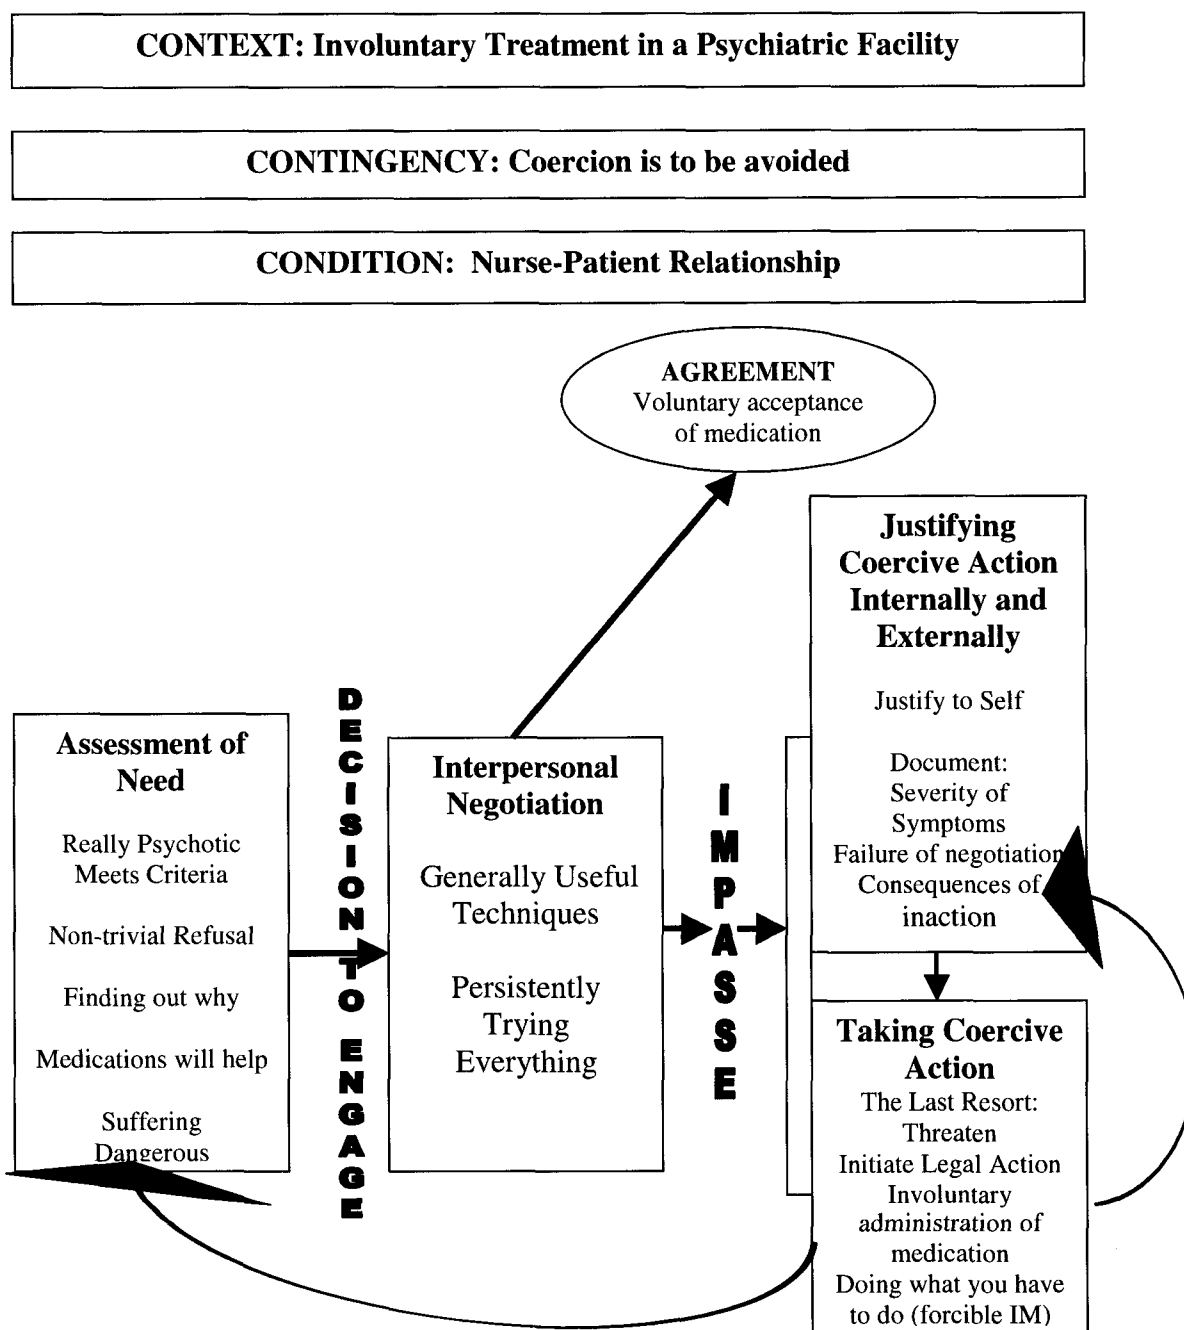 CONTEXT: Involuntary Treatment in a Psychiatric Facility
CONTINGENCY: Coercion is to be avoided
CONDITION: Nurse-Patient Relationship
AGREEMENT
Voluntary acceptance
of medication
Assessment of
Need
Really Psychotic
Meets Criteria
Non-trivial Refusal
Finding out why
Medications will help
Suffering
Dangerous
DECISION TO ENGAGE
Interpersonal
Negotiation
Generally Useful
Techniques
Persistently
Trying
Everything
IMPASSE
Justifying
Coercive Action
Internally and
Externally
Justify to Self
Document:
Severity of
Symptoms
Failure of negotiation
Consequences of
inaction
Taking Coercive
Action
The Last Resort:
Threaten
Initiate Legal Action
Involuntary
administration of
medication
Doing what you have
to do (forcible IM)